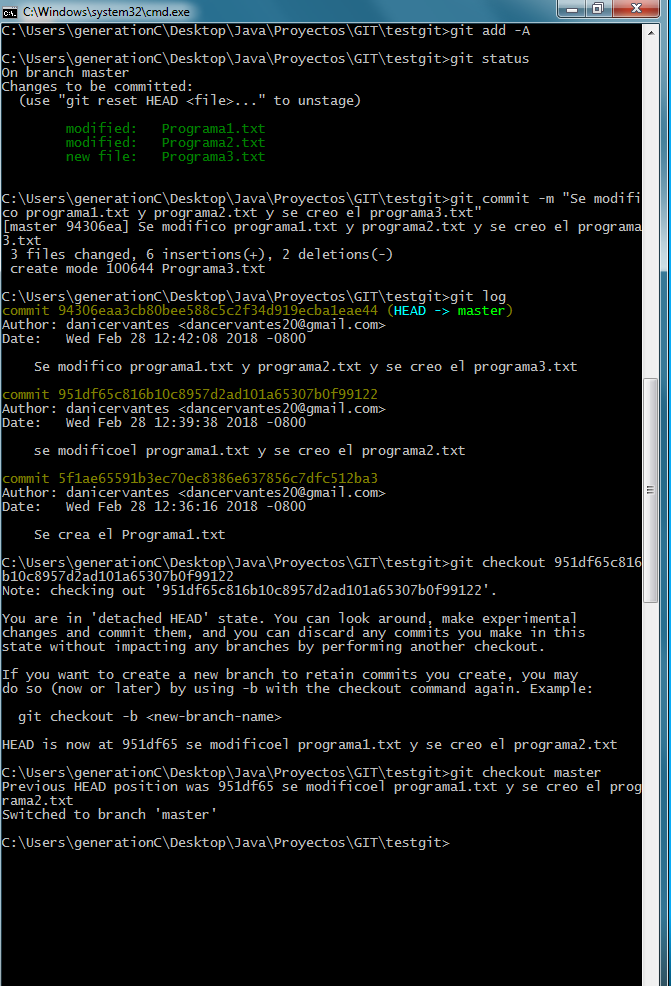 C:\Windows\system32\cmd.exe
C:\Users\generationC\Desktop\Java\Proyectos\GIT\testgit>git add -A
C:\Users\generationC\Desktop\Java\Proyectos\GIT\testgit>git status
On branch master
Changes to be committed:
  (use "git reset HEAD <file>..." to unstage)
        modified:   Programa1.txt
        modified:   Programa2.txt
        new file:   Programa3.txt
C:\Users\generationC\Desktop\Java\Proyectos\GIT\testgit>git commit -m "Se modifi
co programa1.txt y programa2.txt y se creo el programa3.txt"
[master 94306ea] Se modifico programa1.txt y programa2.txt y se creo el programa
3.txt
 3 files changed, 6 insertions(+), 2 deletions(-)
 create mode 100644 Programa3.txt
C:\Users\generationC\Desktop\Java\Proyectos\GIT\testgit>git log
commit 94306eaa3cb80bee588c5c2f34d919ecba1eae44 (HEAD -> master)
Author: danicervantes <dancervantes20@gmail.com>
Date:   Wed Feb 28 12:42:08 2018 -0800
    Se modifico programa1.txt y programa2.txt y se creo el programa3.txt
commit 951df65c816b10c8957d2ad101a65307b0f99122
Author: danicervantes <dancervantes20@gmail.com>
Date:   Wed Feb 28 12:39:38 2018 -0800
    se modificoel programa1.txt y se creo el programa2.txt
commit 5f1ae65591b3ec70ec8386e637856c7dfc512ba3
Author: danicervantes <dancervantes20@gmail.com>
Date:   Wed Feb 28 12:36:16 2018 -0800
    Se crea el Programa1.txt
C:\Users\generationC\Desktop\Java\Proyectos\GIT\testgit>git checkout 951df65c816
b10c8957d2ad101a65307b0f99122
Note: checking out '951df65c816b10c8957d2ad101a65307b0f99122'.
You are in 'detached HEAD' state. You can look around, make experimental
changes and commit them, and you can discard any commits you make in this
state without impacting any branches by performing another checkout.
If you want to create a new branch to retain commits you create, you may
do so (now or later) by using -b with the checkout command again. Example:
  git checkout -b <new-branch-name>
HEAD is now at 951df65 se modificoel programa1.txt y se creo el programa2.txt
C:\Users\generationC\Desktop\Java\Proyectos\GIT\testgit>git checkout master
Previous HEAD position was 951df65 se modificoel programa1.txt y se creo el prog
rama2.txt
Switched to branch 'master'
C:\Users\generationC\Desktop\Java\Proyectos\GIT\testgit>